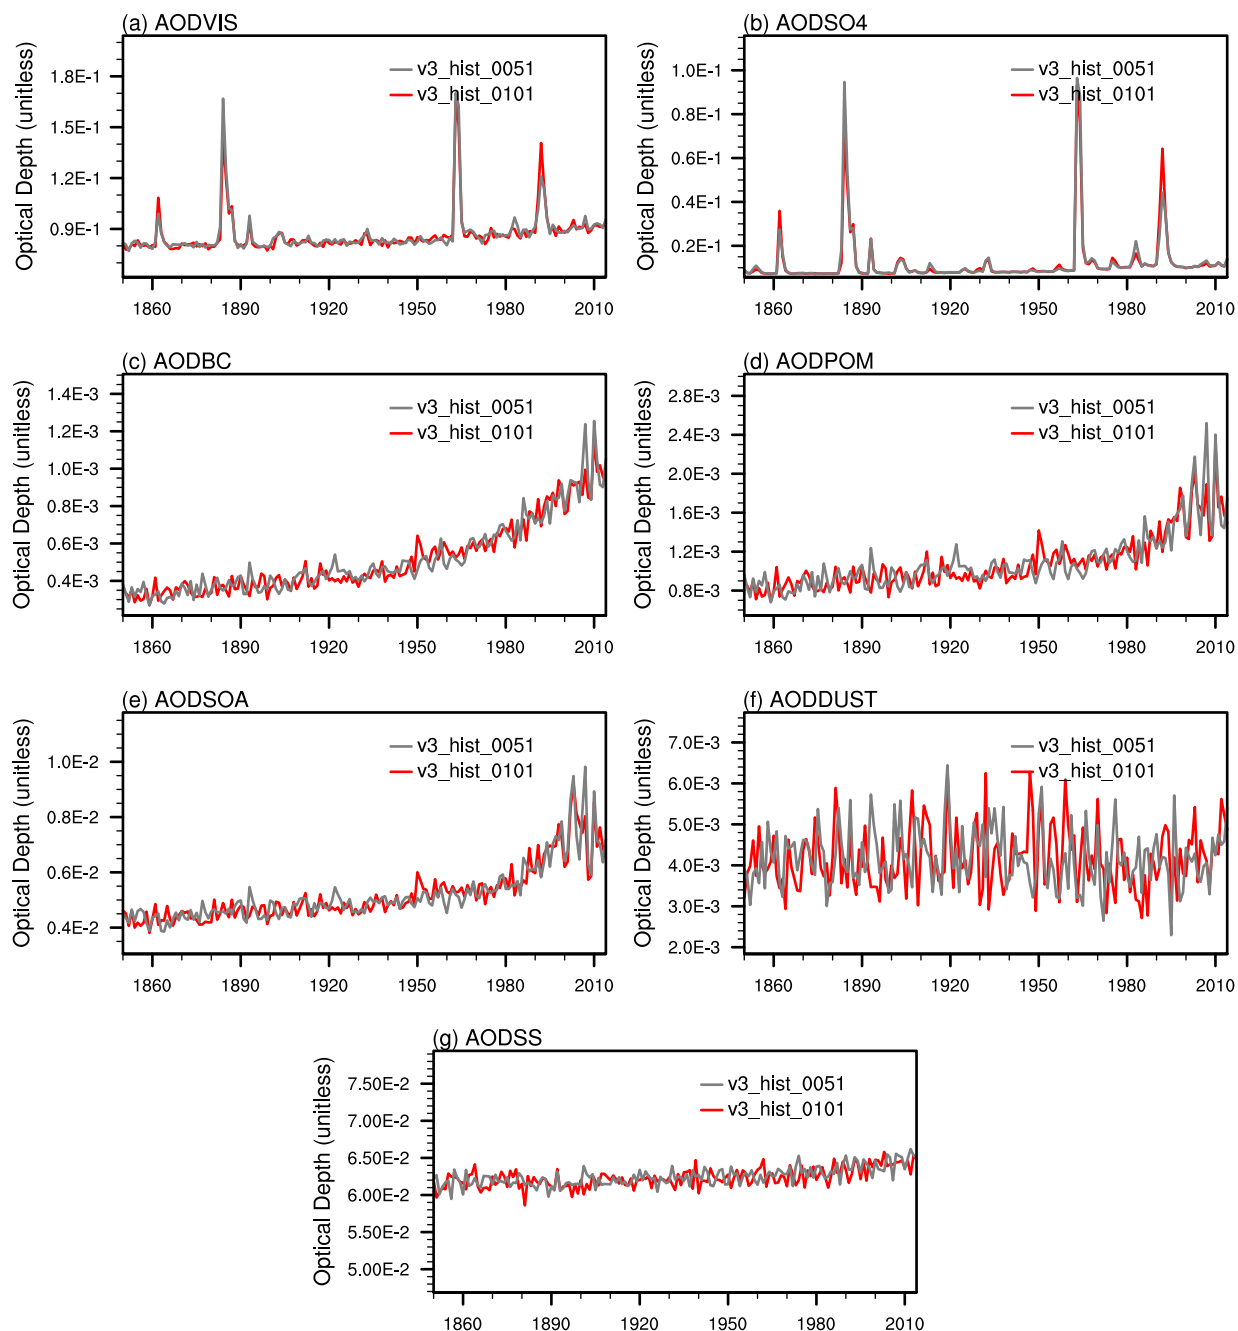 (a) AODVIS
Optical Depth (unitless)
1.8E-1
1.5E-1
1.2E-1
0.9E-1
v3_hist_0051
v3_hist_0101
1860 1890 1920 1950 1980 2010
(b) AODSO4
Optical Depth (unitless)
1.0E-1
0.8E-1
0.6E-1
0.4E-1
0.2E-1
v3_hist_0051
v3_hist_0101
1860 1890 1920 1950 1980 2010
(c) AODBC
Optical Depth (unitless)
1.4E-3
1.2E-3
1.0E-3
0.8E-3
0.6E-3
0.4E-3
v3_hist_0051
v3_hist_0101
1860 1890 1920 1950 1980 2010
(d) AODPOM
Optical Depth (unitless)
2.8E-3
2.4E-3
2.0E-3
1.6E-3
1.2E-3
0.8E-3
v3_hist_0051
v3_hist_0101
1860 1890 1920 1950 1980 2010
(e) AODSOA
Optical Depth (unitless)
1.0E-2
0.8E-2
0.6E-2
0.4E-2
v3_hist_0051
v3_hist_0101
1860 1890 1920 1950 1980 2010
(f) AODDUST
Optical Depth (unitless)
7.0E-3
6.0E-3
5.0E-3
4.0E-3
3.0E-3
2.0E-3
v3_hist_0051
v3_hist_0101
1860 1890 1920 1950 1980 2010
(g) AODSS
Optical Depth (unitless)
7.50E-2
7.00E-2
6.50E-2
6.00E-2
5.50E-2
5.00E-2
v3_hist_0051
v3_hist_0101
1860 1890 1920 1950 1980 2010